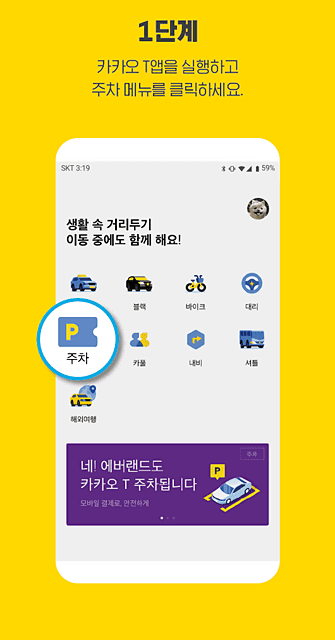 1단계
카카오 T앱을 실행하고
주차 메뉴를 클릭하세요.
SKT 3:19
59%
생활 속 거리두기
이동 중에도 함께 해요!
블랙
바이크
대리
P
주차
카풀
내비
셔틀
해외여행
주차
네! 에버랜드도
카카오 T 주차됩니다
모바일 결제로, 안전하게
P